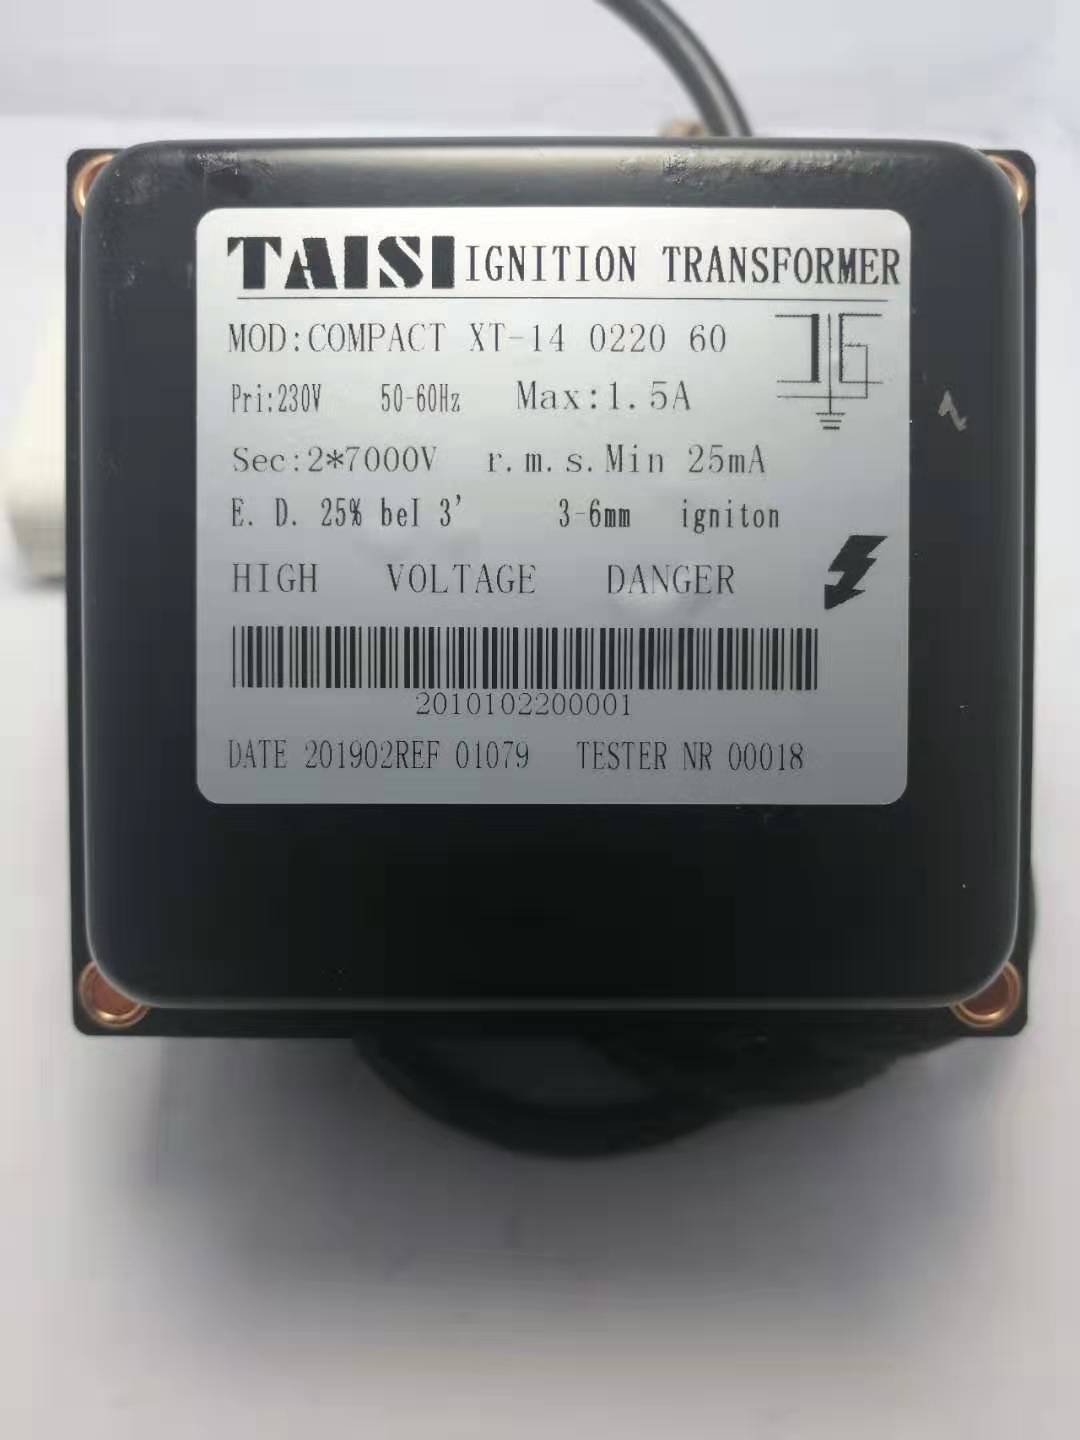 TAISI IGNITION TRANSFORMER
MOD:COMPACT XT-14 0220 60
Pri:230V 50-60Hz Max:1.5A
Sec:2*7000V r.m.s.Min 25mA
E. D. 25% beI 3' 3-6mm igniton
HIGH VOLTAGE DANGER
2010102200001
DATE 201902REF 01079 TESTER NR 00018